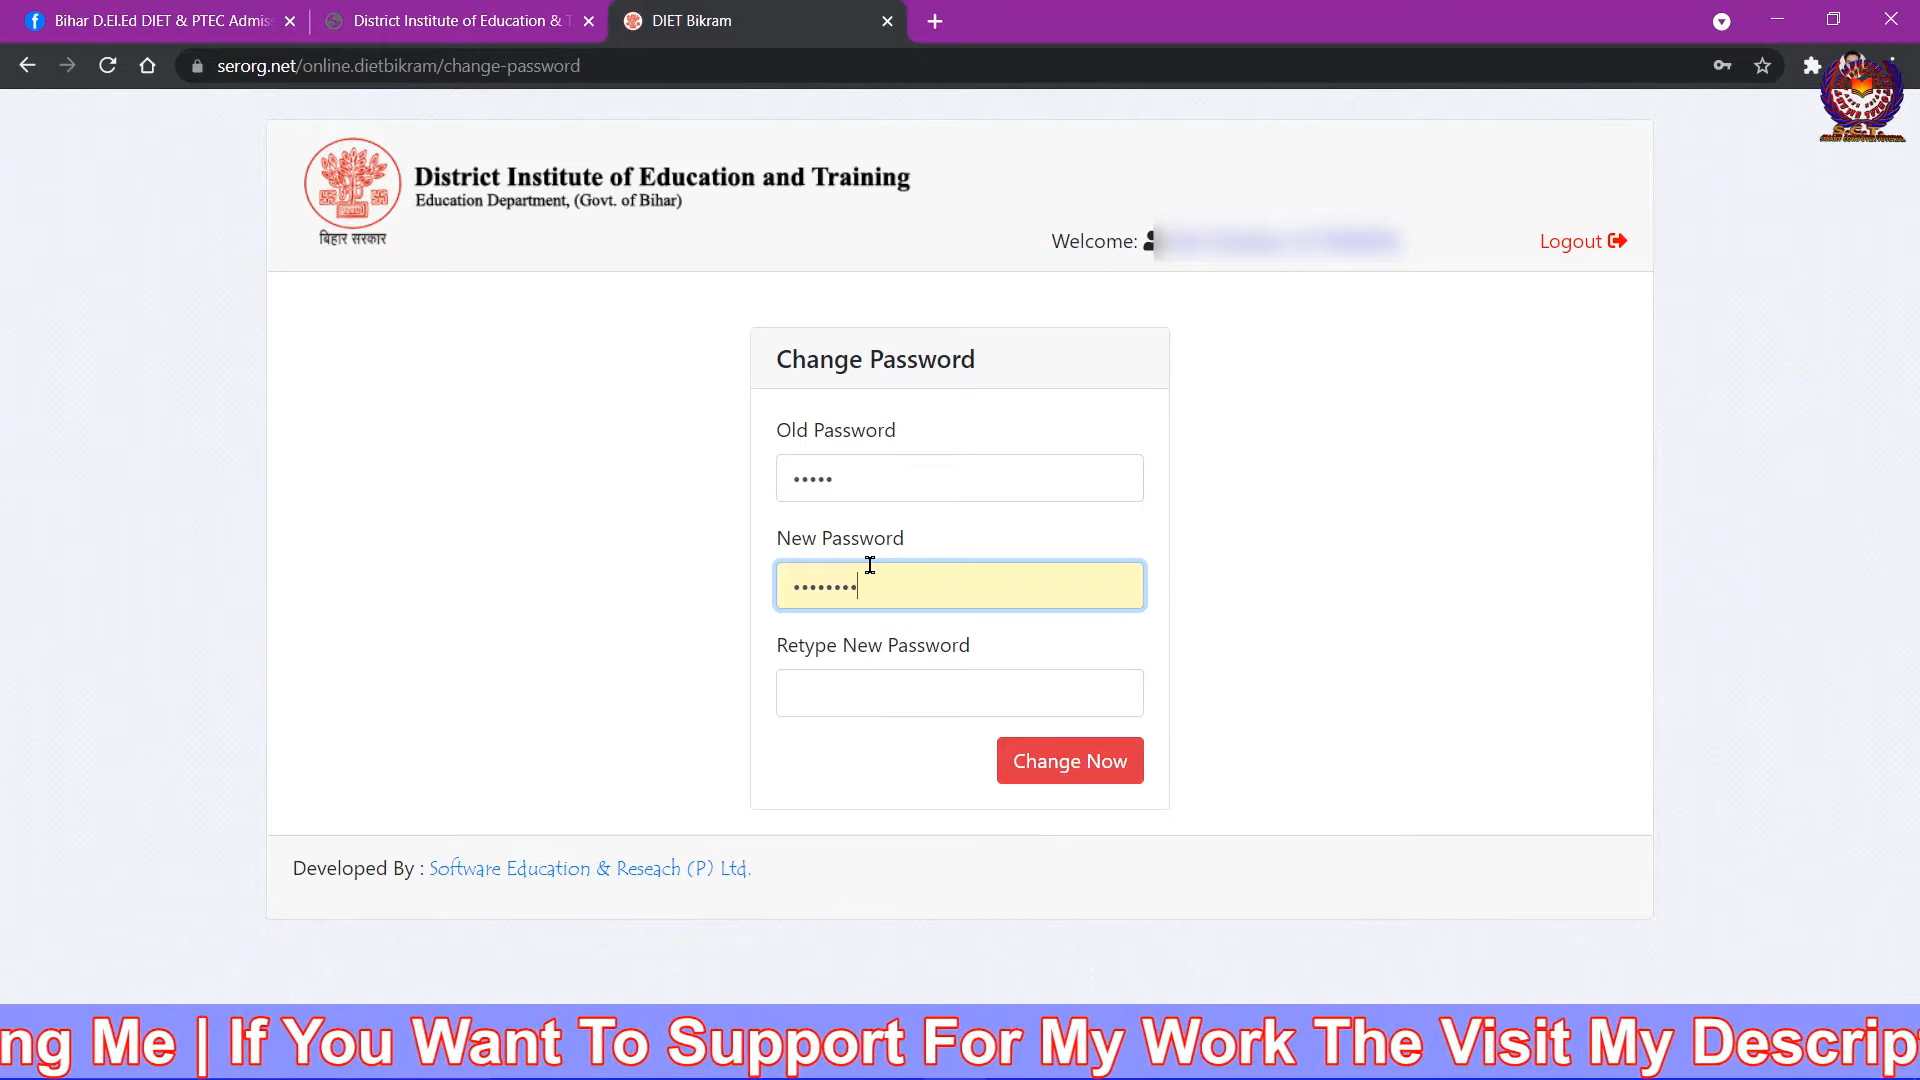 Bihar D.El.Ed DIET & PTEC Admis
District Institute of Education & T
DIET Bikram
serorg.net/online.dietbikram/change-password
District Institute of Education and Training
Education Department, (Govt. of Bihar)
बिहार सरकार
Welcome:
Logout
S.C.T.
SMART COMPUTER TUTORIAL
Change Password
Old Password
•••••
New Password
••••••••
Retype New Password
Change Now
Developed By : Software Education & Reseach (P) Ltd.
ng Me | If You Want To Support For My Work The Visit My Descrip